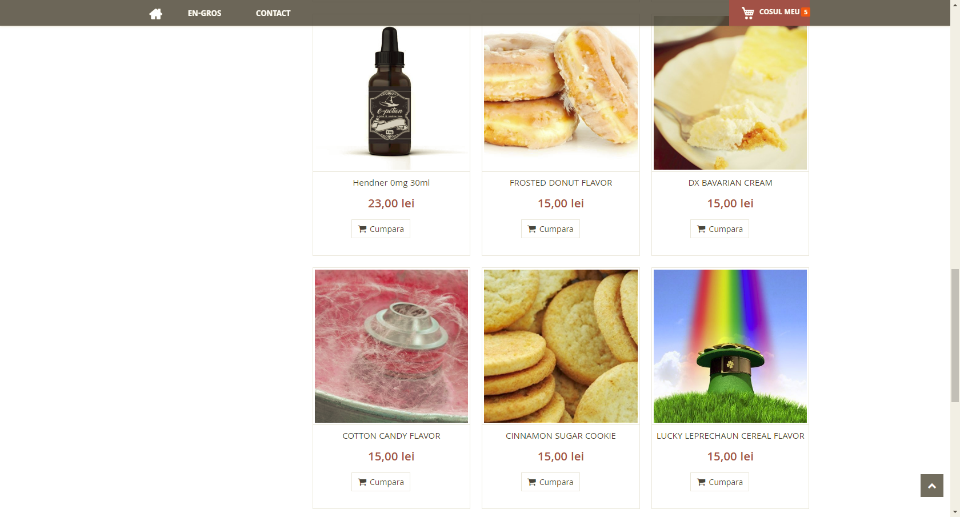 EN-GROS
CONTACT
COSUL MEU 5
e-potion
Hendner 0mg 30ml
FROSTED DONUT FLAVOR
DX BAVARIAN CREAM
23,00 lei
15,00 lei
15,00 lei
Cumpara
Cumpara
Cumpara
COTTON CANDY FLAVOR
CINNAMON SUGAR COOKIE
LUCKY LEPRECHAUN CEREAL FLAVOR
15,00 lei
15,00 lei
15,00 lei
Cumpara
Cumpara
Cumpara